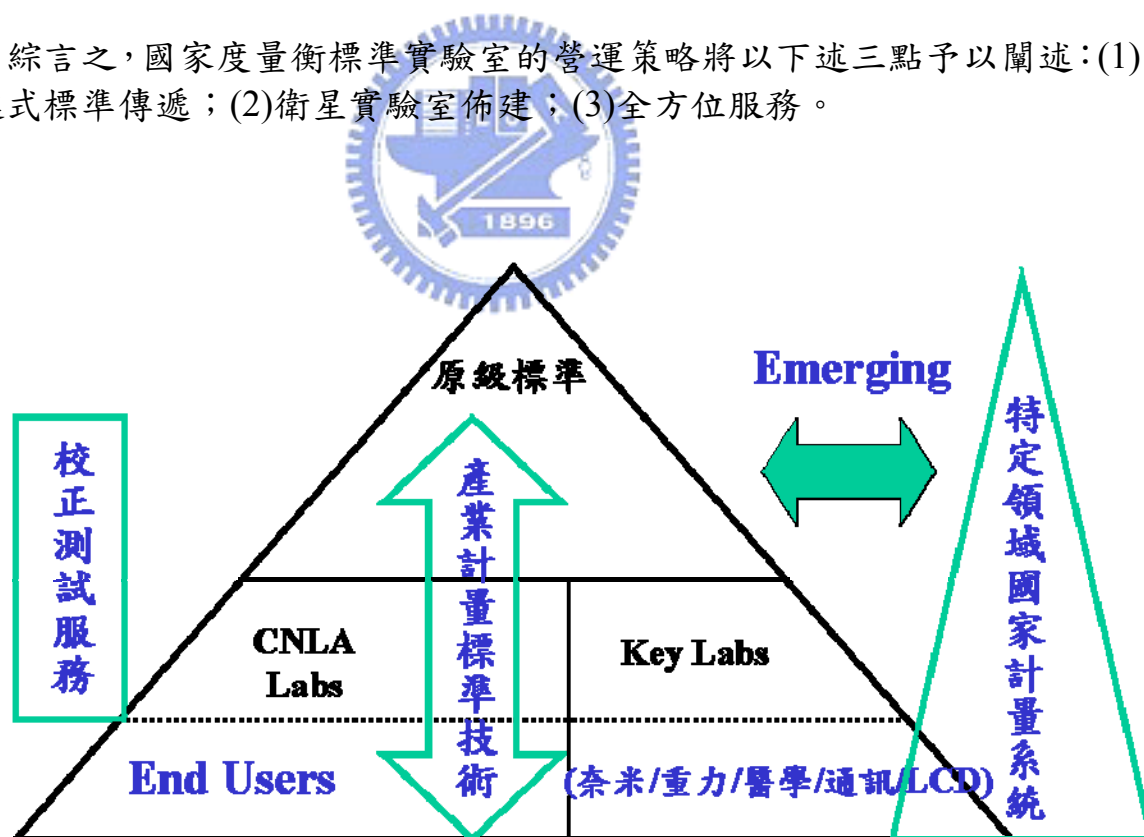 綜言之，國家度量衡標準實驗室的營運策略將以下述三點予以闡述：(1)
式標準傳遞；(2)衛星實驗室佈建；(3)全方位服務。
1896
原級標準
Emerging
校正測試服務
產業計量標準技術
特定領域國家計量系統
CNLA
Labs
Key Labs
End Users
(奈米/重力/醫學/通訊/LCD)